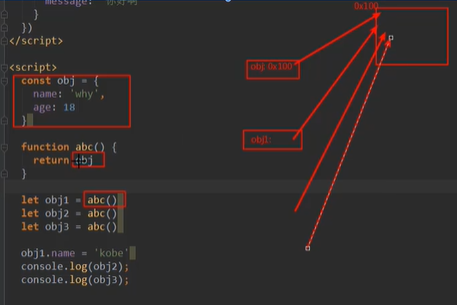 message: '你好啊'
}
})
</script>
<script>
const obj = {
name: 'why',
age: 18
}
function abc() {
return obj
}
let obj1 = abc()
let obj2 = abc()
let obj3 = abc()
obj1.name = 'kobe'
console.log(obj2);
console.log(obj3);
0x100
obj: 0x100
obj1: